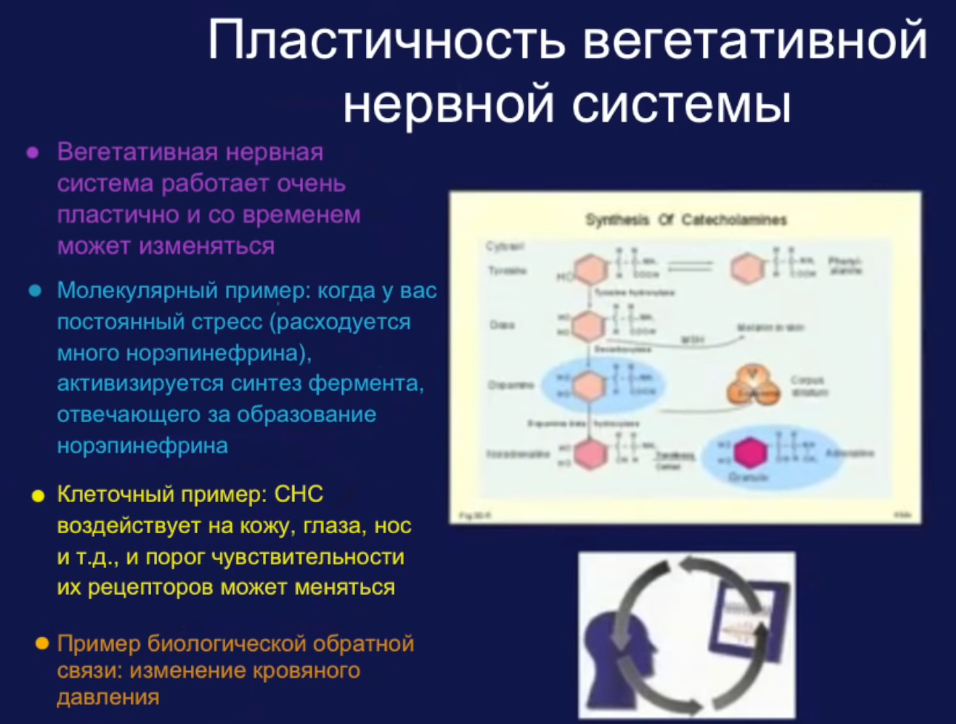 Пластичность вегетативной
нервной системы
Вегетативная нервная
система работает очень
пластично и со временем
может изменяться
Молекулярный пример: когда у вас
постоянный стресс (расходуется
много норэпинефрина),
активизируется синтез фермента,
отвечающего за образование
норэпинефрина
Клеточный пример: СНС
воздействует на кожу, глаза, нос
и т.д., и порог чувствительности
их рецепторов может меняться
Пример биологической обратной
связи: изменение кровяного
давления
Synthesis Of Catecholamines
Cytosol
Tyrosine
HO
Phenyl-
alanine
Tyrosine hydroxylase
Dopa
MSH
Melanin in skin
Decarboxylase
Dopamine
Corpus
striatum
Dopamine beta hydroxylase
Noradrenaline
Adrenaline
Granule